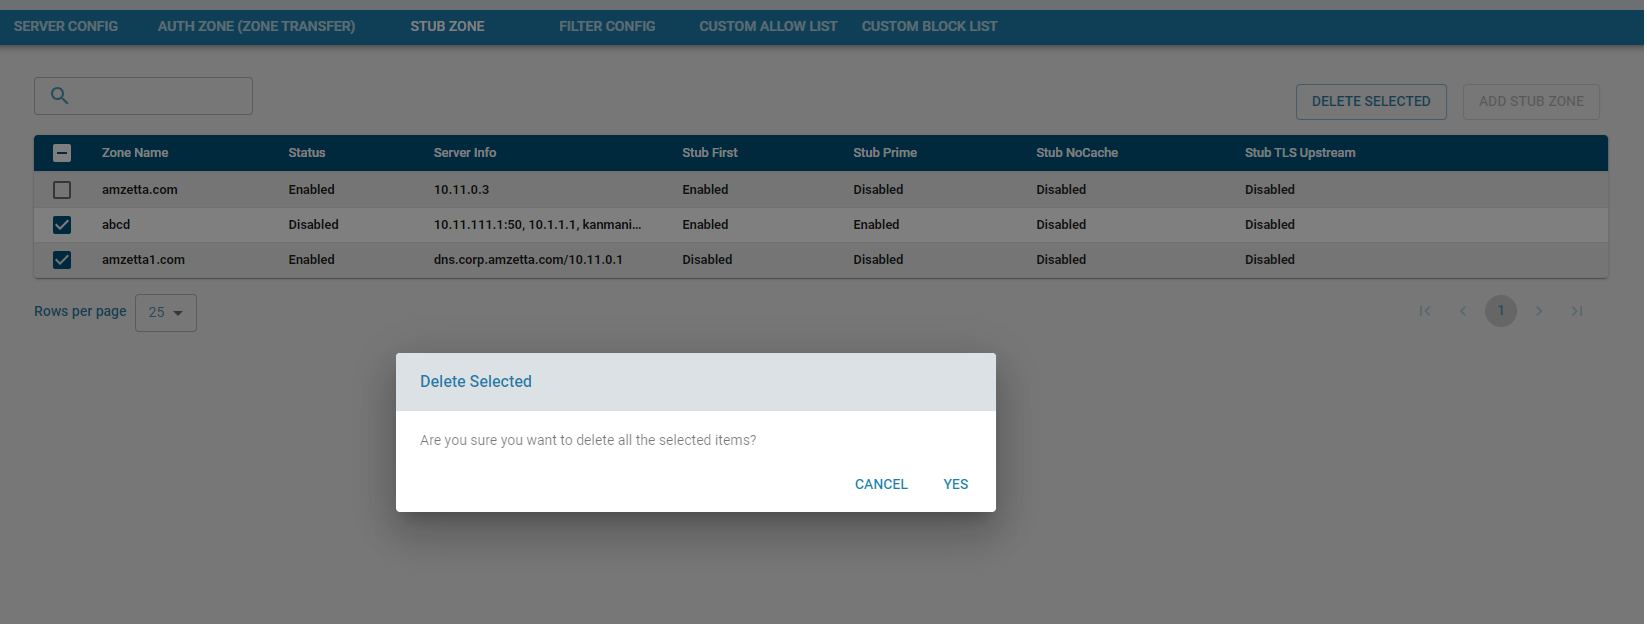 SERVER CONFIG AUTH ZONE (ZONE TRANSFER) STUB ZONE FILTER CONFIG CUSTOM ALLOW LIST CUSTOM BLOCK LIST
DELETE SELECTED ADD STUB ZONE
Zone Name Status Server Info Stub First Stub Prime Stub NoCache Stub TLS Upstream
amzetta.com Enabled 10.11.0.3 Enabled Disabled Disabled Disabled
abcd Disabled 10.11.111.1:50, 10.1.1.1, kanmani... Enabled Enabled Disabled Disabled
amzetta1.com Enabled dns.corp.amzetta.com/10.11.0.1 Disabled Disabled Disabled Disabled
Rows per page 25 1
Delete Selected
Are you sure you want to delete all the selected items?
CANCEL YES